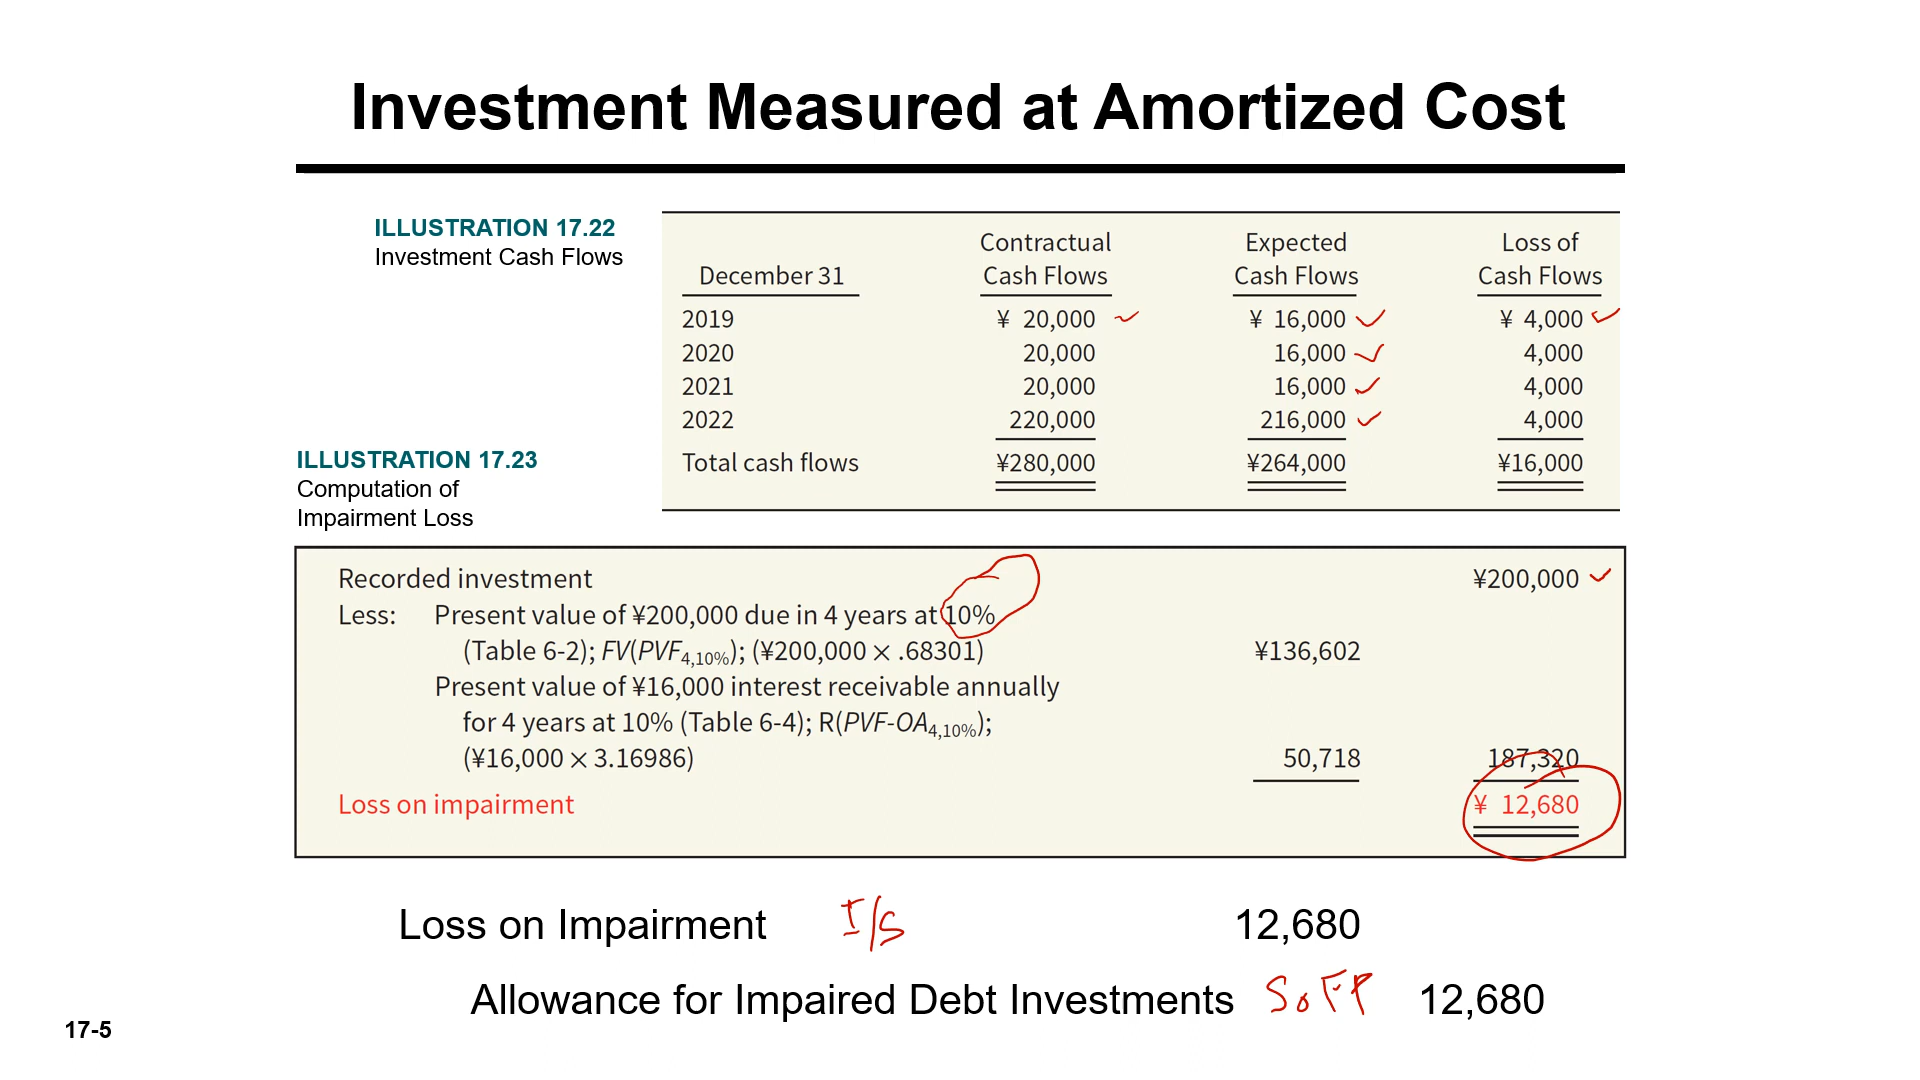 Investment Measured at Amortized Cost
ILLUSTRATION 17.22
Investment Cash Flows
Contractual Expected Loss of
December 31 Cash Flows Cash Flows Cash Flows
2019 ¥ 20,000 ¥ 16,000 ¥ 4,000
2020 20,000 16,000 4,000
2021 20,000 16,000 4,000
2022 220,000 216,000 4,000
Total cash flows ¥280,000 ¥264,000 ¥16,000
ILLUSTRATION 17.23
Computation of
Impairment Loss
Recorded investment ¥200,000
Less: Present value of ¥200,000 due in 4 years at 10%
(Table 6-2); FV(PVF4,10%); (¥200,000 × .68301) ¥136,602
Present value of ¥16,000 interest receivable annually
for 4 years at 10% (Table 6-4); R(PVF-OA4,10%);
(¥16,000 × 3.16986) 50,718 187,320
Loss on impairment ¥ 12,680
Loss on Impairment I/S 12,680
Allowance for Impaired Debt Investments SoFP 12,680
17-5